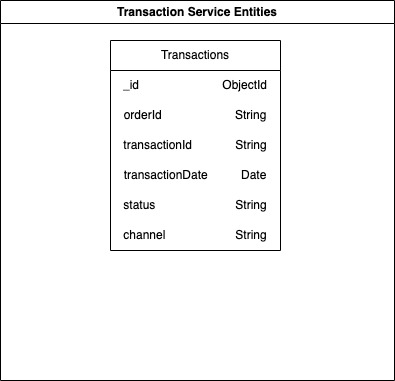 Transaction Service Entities
Transactions
_id ObjectId
orderId String
transactionId String
transactionDate Date
status String
channel String